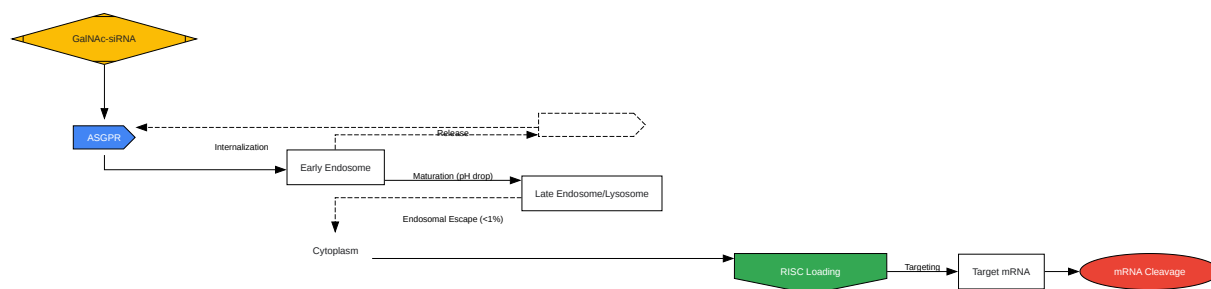 GalNAc-siRNA
ASGPR
Release
Internalization
Early Endosome
Maturation (pH drop)
Late Endosome/Lysosome
Endosomal Escape (<1%)
Cytoplasm
RISC Loading
Targeting
Target mRNA
mRNA Cleavage